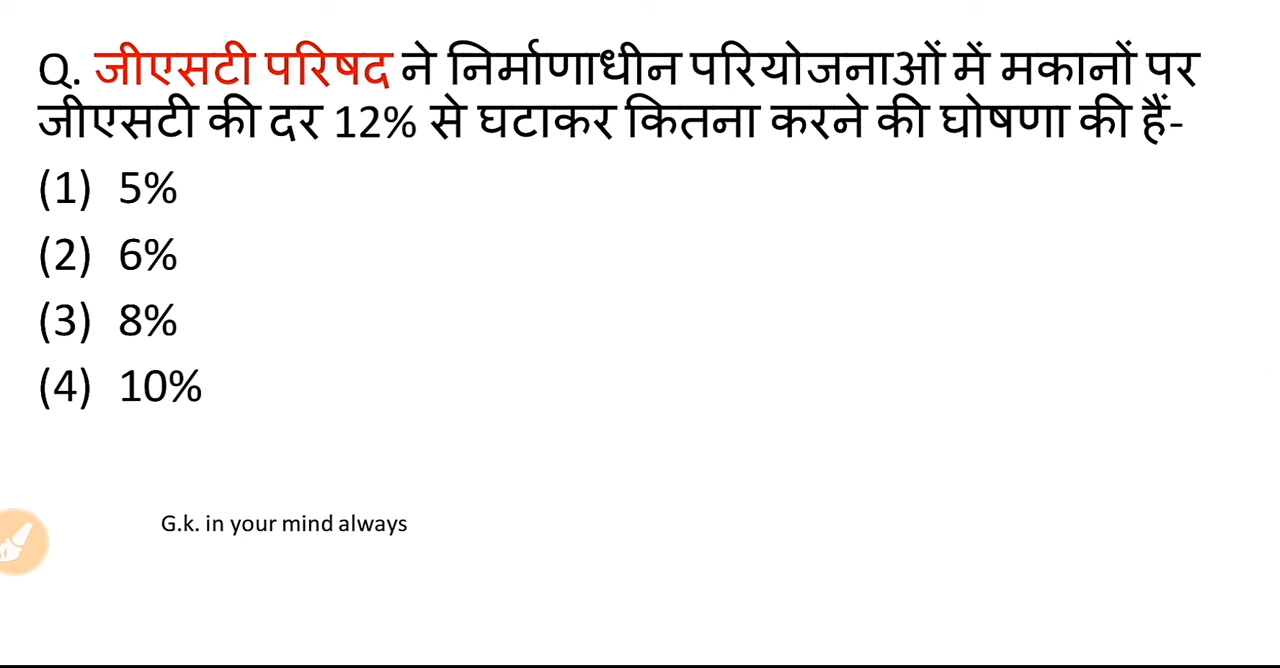 Q. जीएसटी परिषद ने निर्माणाधीन परियोजनाओं में मकानों पर
जीएसटी की दर 12% से घटाकर कितना करने की घोषणा की हैं-
(1) 5%
(2) 6%
(3) 8%
(4) 10%
G.k. in your mind always